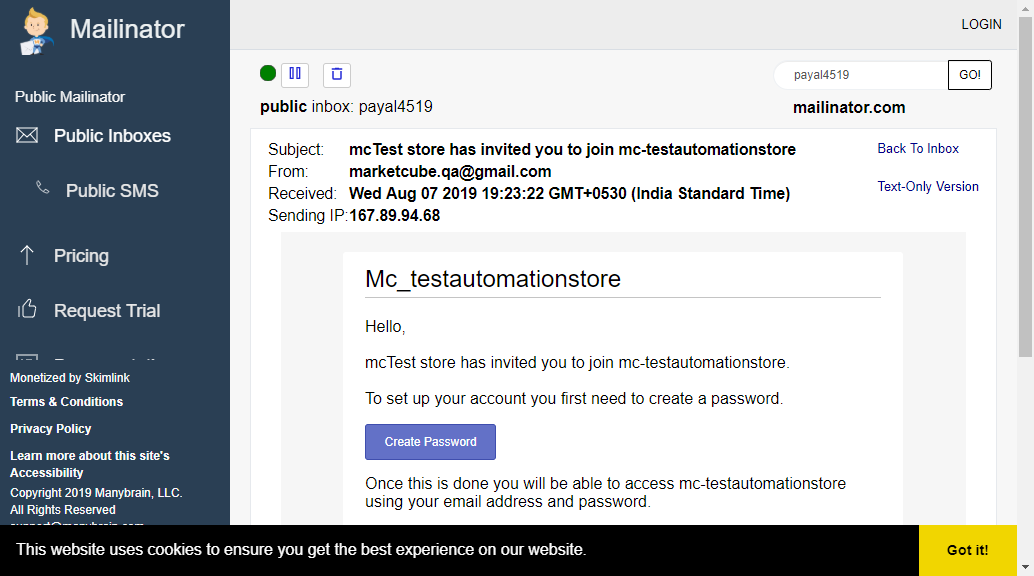 Mailinator
LOGIN
Public Mailinator
Public Inboxes
Public SMS
Pricing
Request Trial
Monetized by Skimlink
Terms & Conditions
Privacy Policy
Learn more about this site's
Accessibility
Copyright 2019 Manybrain, LLC.
All Rights Reserved
payal4519
GO!
public inbox: payal4519
mailinator.com
Subject: mcTest store has invited you to join mc-testautomationstore
From: marketcube.qa@gmail.com
Received: Wed Aug 07 2019 19:23:22 GMT+0530 (India Standard Time)
Sending IP:167.89.94.68
Back To Inbox
Text-Only Version
Mc_testautomationstore
Hello,
mcTest store has invited you to join mc-testautomationstore.
To set up your account you first need to create a password.
Create Password
Once this is done you will be able to access mc-testautomationstore
using your email address and password.
This website uses cookies to ensure you get the best experience on our website.
Got it!